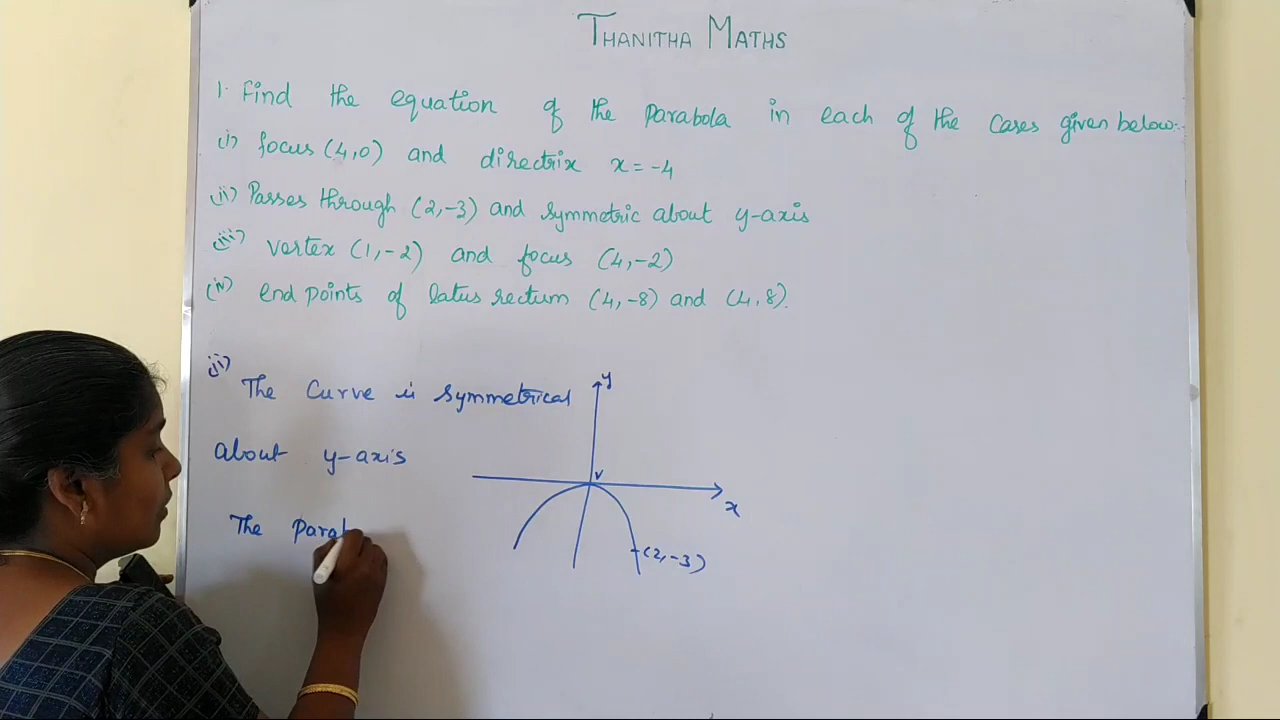 THANITHA MATHS
1. Find the equation of the Parabola in each of the cases given below:-
(i) focus (4,0) and directrix x = -4
(ii) Passes through (2,-3) and symmetric about y-axis
(iii) vertex (1,-2) and focus (4,-2)
(iv) end points of latus rectum (4,-8) and (4,8).
(ii)
The Curve is symmetrical
about y-axis
The Parab
y
v
x
(2,-3)